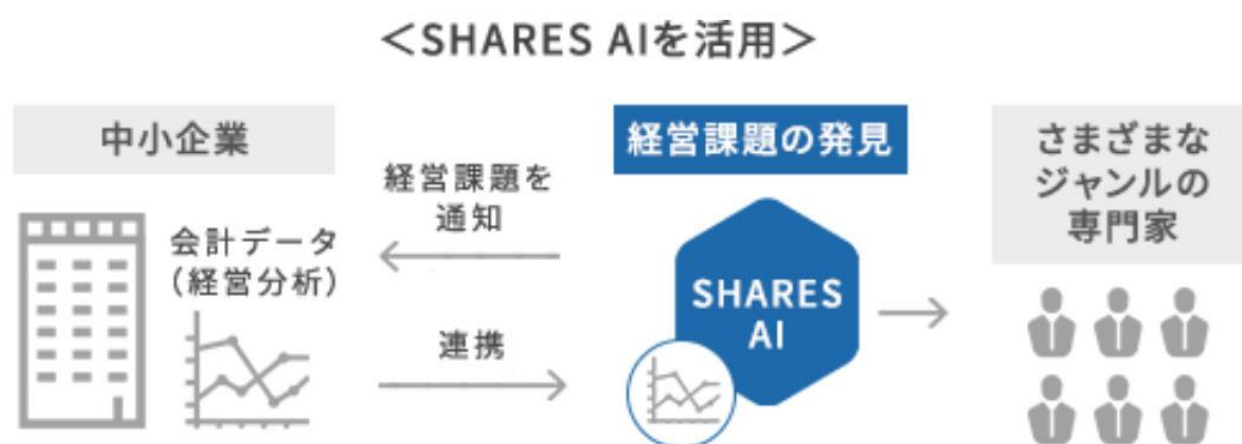 ＜SHARES AIを活用＞
中小企業
会計データ
（経営分析）
経営課題を
通知
連携
経営課題の発見
SHARES
AI
さまざまな
ジャンルの
専門家